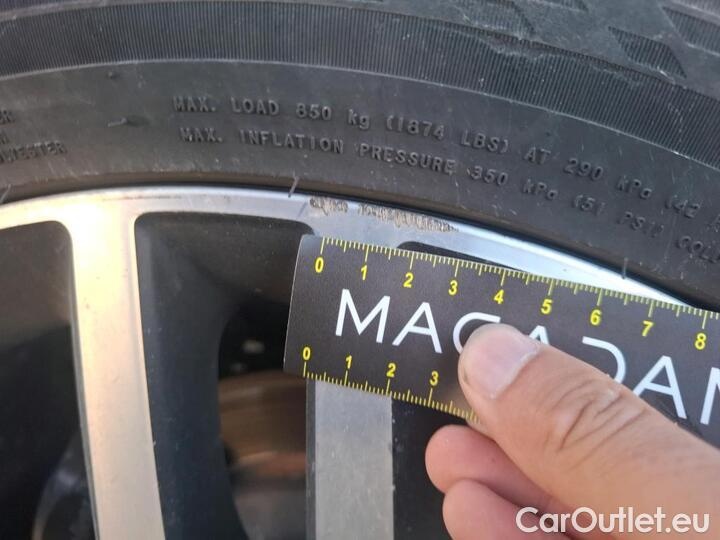 MAX. LOAD 850 kg (1874 LBS) AT 290 kPa (42
MAX. INFLATION PRESSURE 350 kPa (51 PSI)
0 1 2 3 4 5 6 7 8
MACADAM
0 1 2 3
CarOutlet.eu